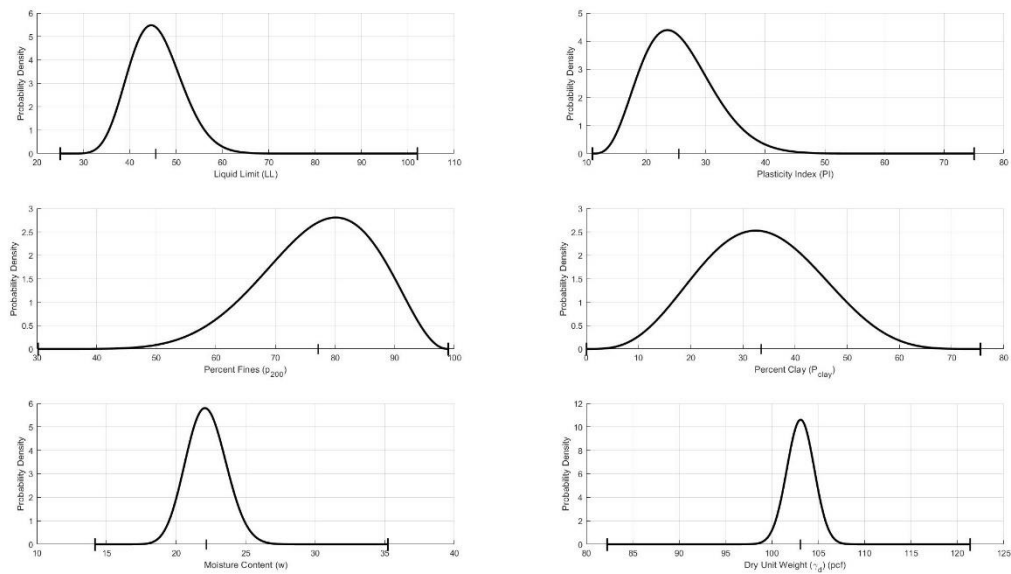 6
5
4
3
2
1
0
Probability Density
20 30 40 50 60 70 80 90 100 110
Liquid Limit (LL)
5
4
3
2
1
0
Probability Density
10 20 30 40 50 60 70 80
Plasticity Index (PI)
3
2.5
2
1.5
1
0.5
0
Probability Density
30 40 50 60 70 80 90 100
Percent Fines (p200)
3
2.5
2
1.5
1
0.5
0
Probability Density
0 10 20 30 40 50 60 70 80
Percent Clay (Pclay)
6
5
4
3
2
1
0
Probability Density
10 15 20 25 30 35 40
Moisture Content (w)
12
10
8
6
4
2
0
Probability Density
80 85 90 95 100 105 110 115 120 125
Dry Unit Weight (γd) (pcf)